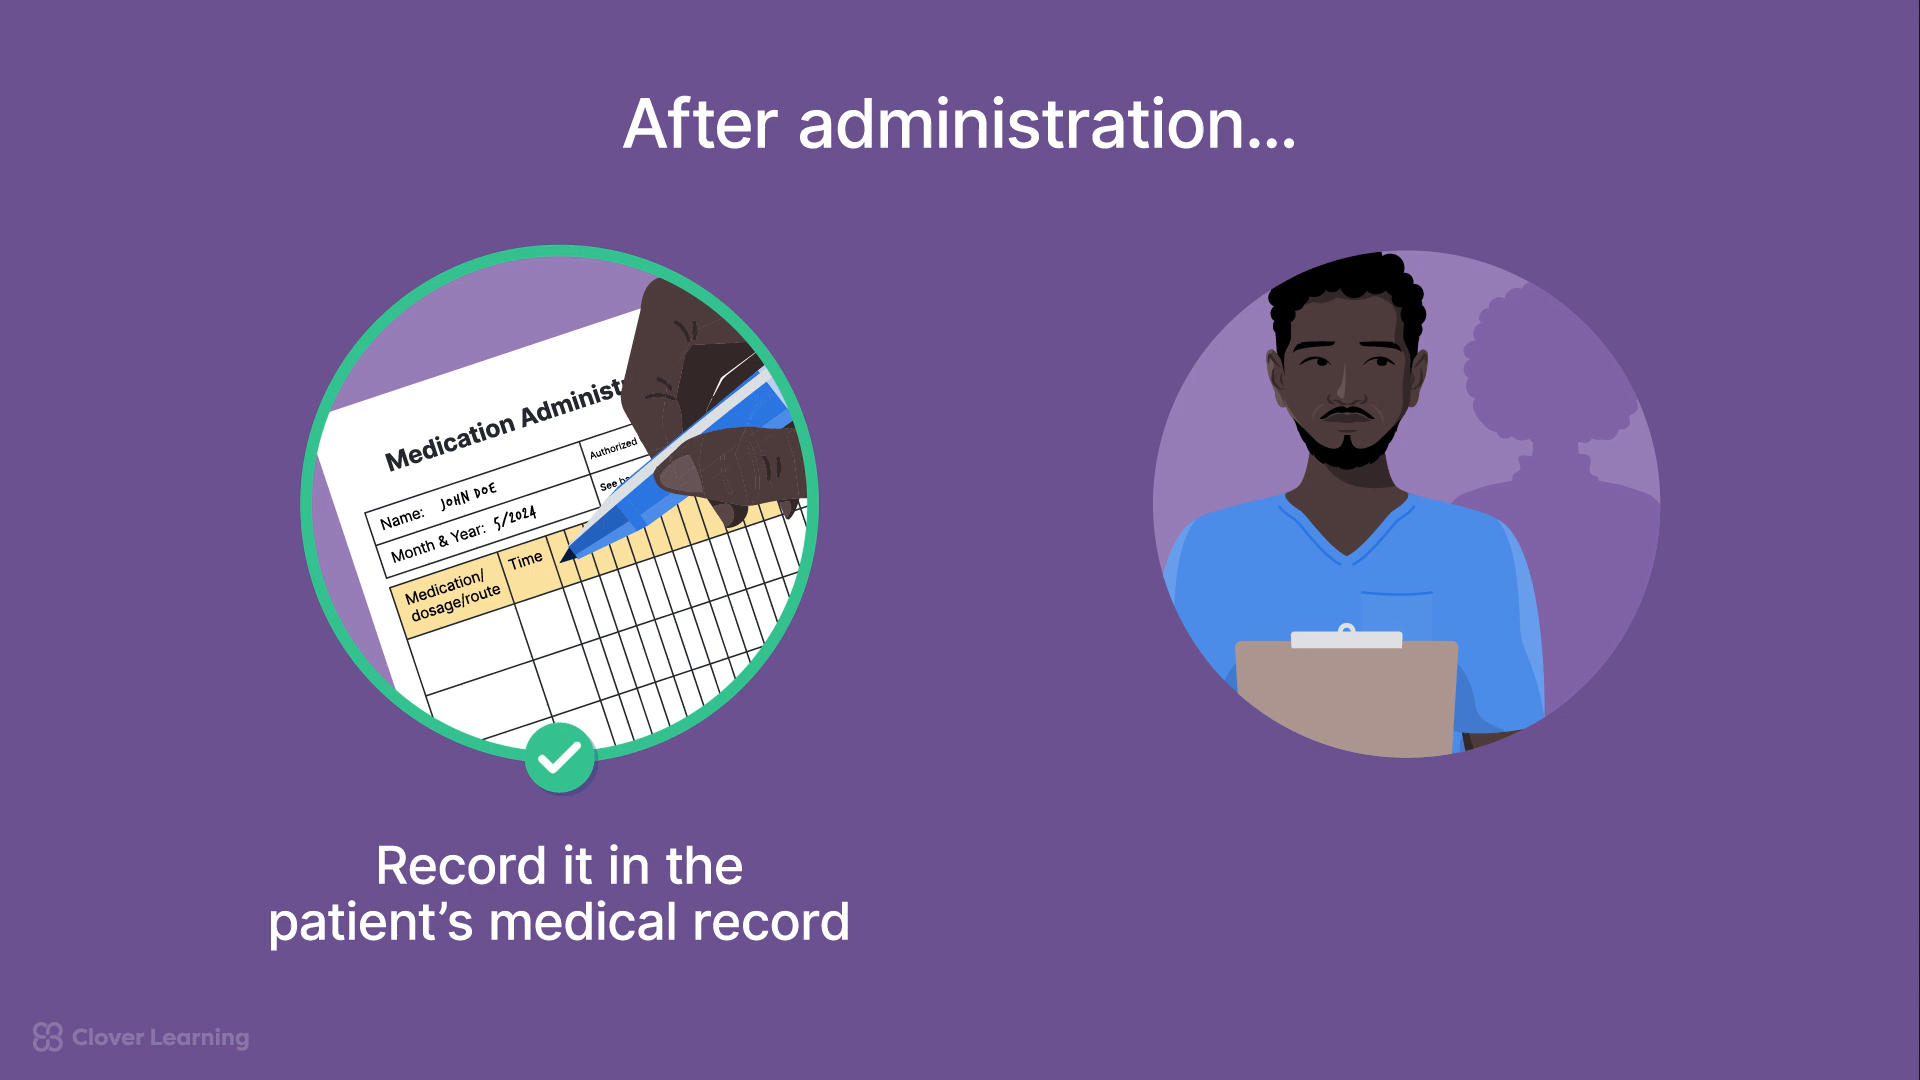 After administration...
Medication Administ
Name: JOHN DOE
Authorized
Month & Year: 5/2024
See
Medication/
dosage/route
Time
Record it in the
patient's medical record
Clover Learning